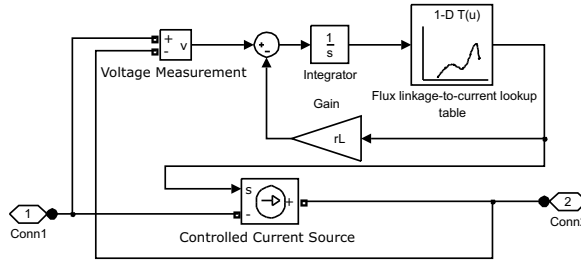 1-D T(u)
+
-
v
Voltage Measurement
+
-
1
s
Integrator
Flux linkage-to-current lookup
table
Gain
rL
s
-
+
1
Conn1
2
Conn2
Controlled Current Source